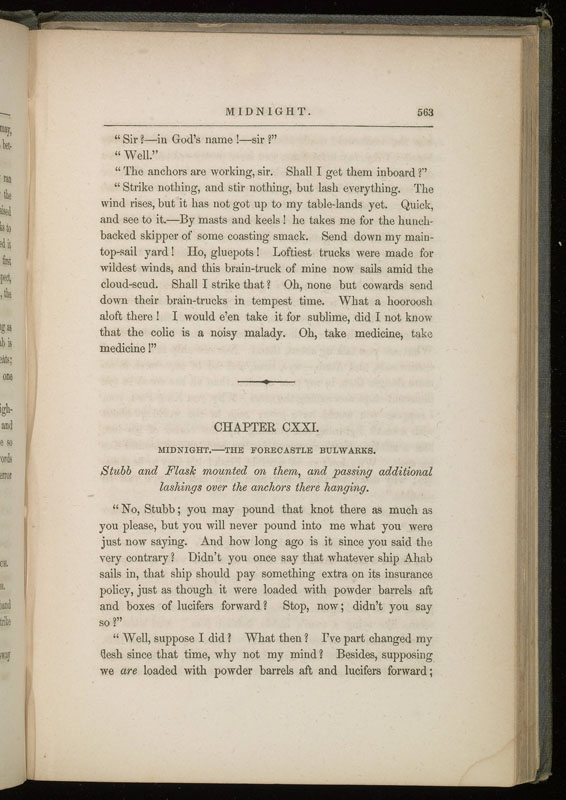 MIDNIGHT. 563
“Sir?—in God's name!—sir?”
“Well.”
“The anchors are working, sir. Shall I get them inboard?”
“Strike nothing, and stir nothing, but lash everything. The
wind rises, but it has not got up to my table-lands yet. Quick,
and see to it.—By masts and keels! he takes me for the hunch-
backed skipper of some coasting smack. Send down my main-
top-sail yard! Ho, gluepots! Loftiest trucks were made for
wildest winds, and this brain-truck of mine now sails amid the
cloud-scud. Shall I strike that? Oh, none but cowards send
down their brain-trucks in tempest time. What a hooroosh
aloft there! I would e'en take it for sublime, did I not know
that the colic is a noisy malady. Oh, take medicine, take
medicine!”
CHAPTER CXXI.
MIDNIGHT.—THE FORECASTLE BULWARKS.
Stubb and Flask mounted on them, and passing additional
lashings over the anchors there hanging.
“No, Stubb; you may pound that knot there as much as
you please, but you will never pound into me what you were
just now saying. And how long ago is it since you said the
very contrary? Didn't you once say that whatever ship Ahab
sails in, that ship should pay something extra on its insurance
policy, just as though it were loaded with powder barrels aft
and boxes of lucifers forward? Stop, now; didn't you say
so?”
“Well, suppose I did? What then? I've part changed my
flesh since that time, why not my mind? Besides, supposing
we are loaded with powder barrels aft and lucifers forward;